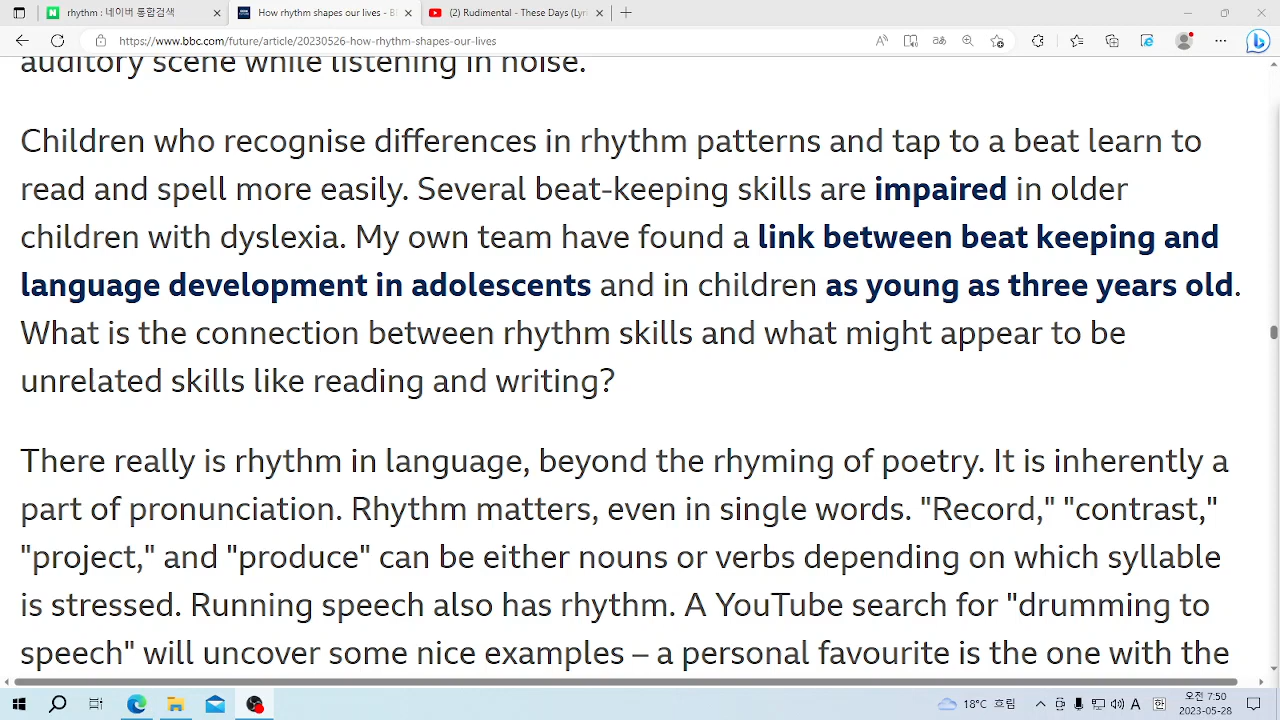 rhythm : 네이버 통합검색
How rhythm shapes our lives - B
(2) Rudimental - These Days (Lyri
https://www.bbc.com/future/article/20230526-how-rhythm-shapes-our-lives
auditory scene while listening in noise.
Children who recognise differences in rhythm patterns and tap to a beat learn to
read and spell more easily. Several beat-keeping skills are impaired in older
children with dyslexia. My own team have found a link between beat keeping and
language development in adolescents and in children as young as three years old.
What is the connection between rhythm skills and what might appear to be
unrelated skills like reading and writing?
There really is rhythm in language, beyond the rhyming of poetry. It is inherently a
part of pronunciation. Rhythm matters, even in single words. "Record," "contrast,"
"project," and "produce" can be either nouns or verbs depending on which syllable
is stressed. Running speech also has rhythm. A YouTube search for "drumming to
speech" will uncover some nice examples – a personal favourite is the one with the
18°C 흐림
A
오전 7:50
2023-05-28